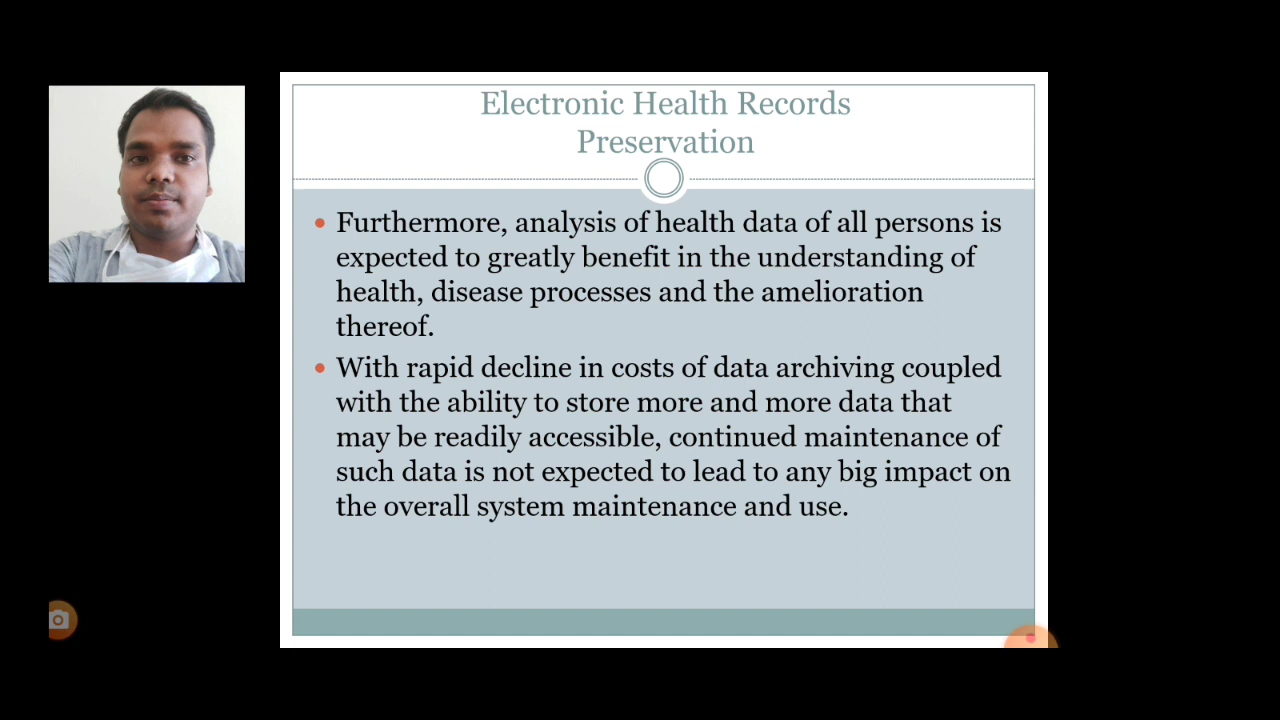 Electronic Health Records
Preservation
Furthermore, analysis of health data of all persons is
expected to greatly benefit in the understanding of
health, disease processes and the amelioration
thereof.
With rapid decline in costs of data archiving coupled
with the ability to store more and more data that
may be readily accessible, continued maintenance of
such data is not expected to lead to any big impact on
the overall system maintenance and use.